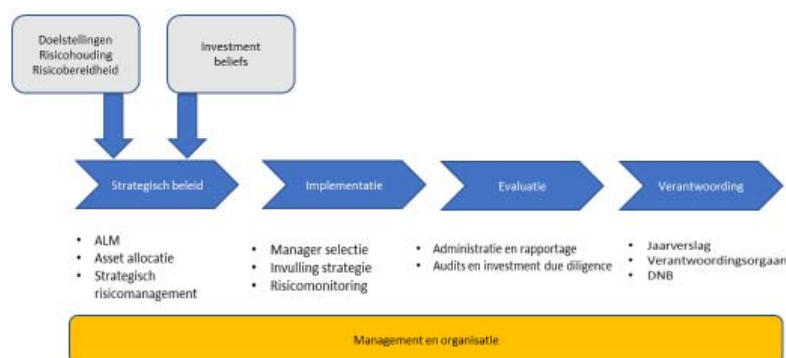 Doelstellingen
Risicohouding
Risicobereidheid
Investment
beliefs
Strategisch beleid
Implementatie
Evaluatie
Verantwoording
• ALM
• Asset allocatie
• Strategisch
risicomanagement
• Manager selectie
• Invulling strategie
• Risicomonitoring
• Administratie en rapportage
• Audits en investment due diligence
• Jaarverslag
• Verantwoordingsorgaan
• DNB
Management en organisatie